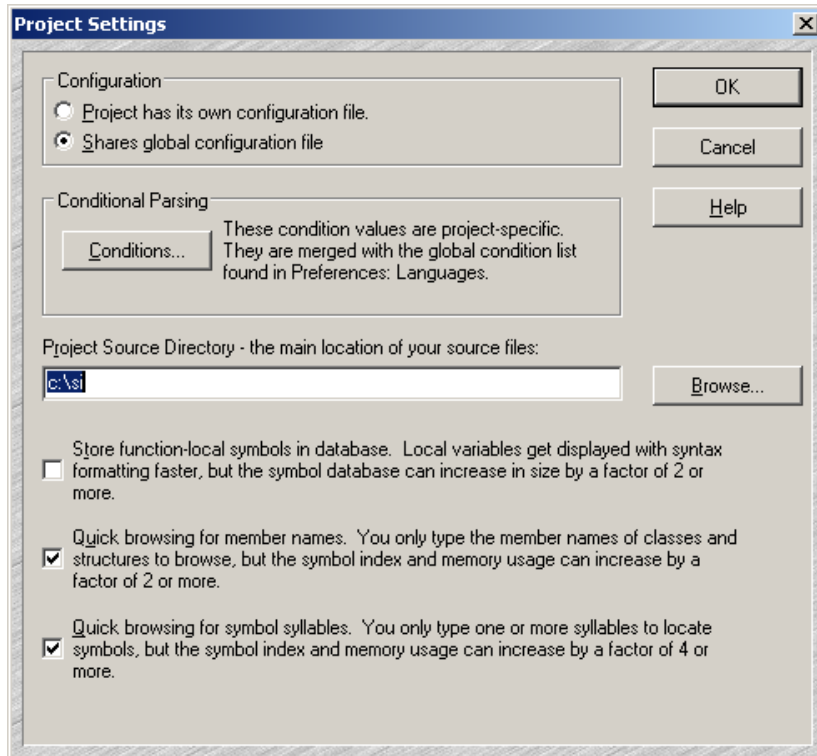 Project Settings
Configuration
Project has its own configuration file.
Shares global configuration file
OK
Cancel
Help
Conditional Parsing
Conditions...
These condition values are project-specific.
They are merged with the global condition list
found in Preferences: Languages.
Project Source Directory - the main location of your source files:
c:\si
Browse...
Store function-local symbols in database.  Local variables get displayed with syntax
formatting faster, but the symbol database can increase in size by a factor of 2 or
more.
Quick browsing for member names.  You only type the member names of classes and
structures to browse, but the symbol index and memory usage can increase by a
factor of 2 or more.
Quick browsing for symbol syllables.  You only type one or more syllables to locate
symbols, but the symbol index and memory usage can increase by a factor of 4 or
more.